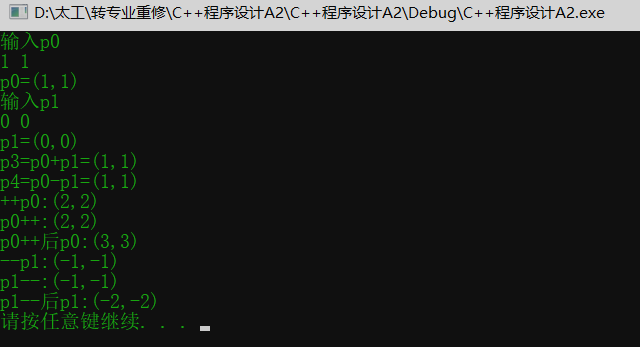 D:\太工\转专业重修\C++程序设计A2\C++程序设计A2\Debug\C++程序设计A2.exe
输入p0
1 1
p0=(1,1)
输入p1
0 0
p1=(0,0)
p3=p0+p1=(1,1)
p4=p0-p1=(1,1)
++p0:(2,2)
p0++:(2,2)
p0++后p0:(3,3)
--p1:(-1,-1)
p1--:(-1,-1)
p1--后p1:(-2,-2)
请按任意键继续. . .